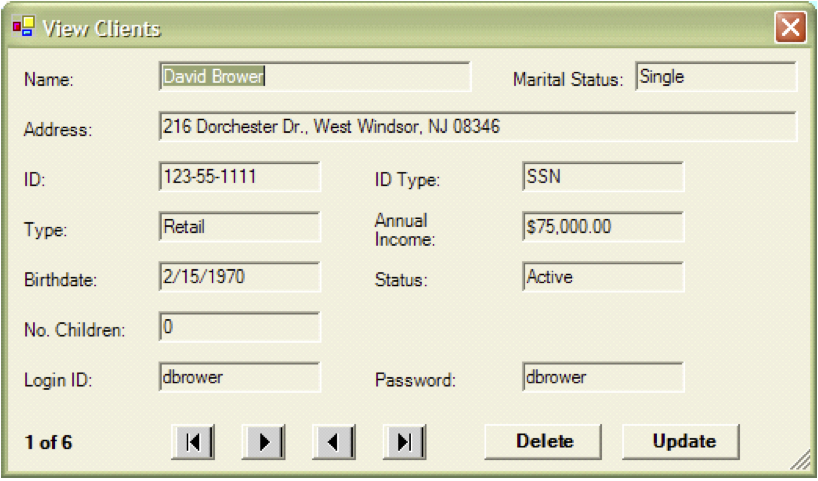 View Clients
Name: David Brower Marital Status: Single
Address: 216 Dorchester Dr., West Windsor, NJ 08346
ID: 123-55-1111 ID Type: SSN
Type: Retail Annual Income: $75,000.00
Birthdate: 2/15/1970 Status: Active
No. Children: 0
Login ID: dbrower Password: dbrower
1 of 6 Delete Update